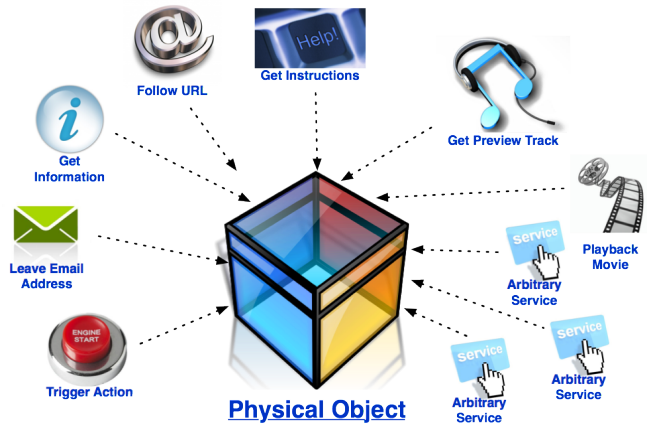 Help!
Follow URL
Get Instructions
Get Preview Track
Get
Information
Playback
Movie
service
Arbitrary
Service
Leave Email
Address
ENGINE
START
Trigger Action
service
Arbitrary
Service
service
Arbitrary
Service
Physical Object